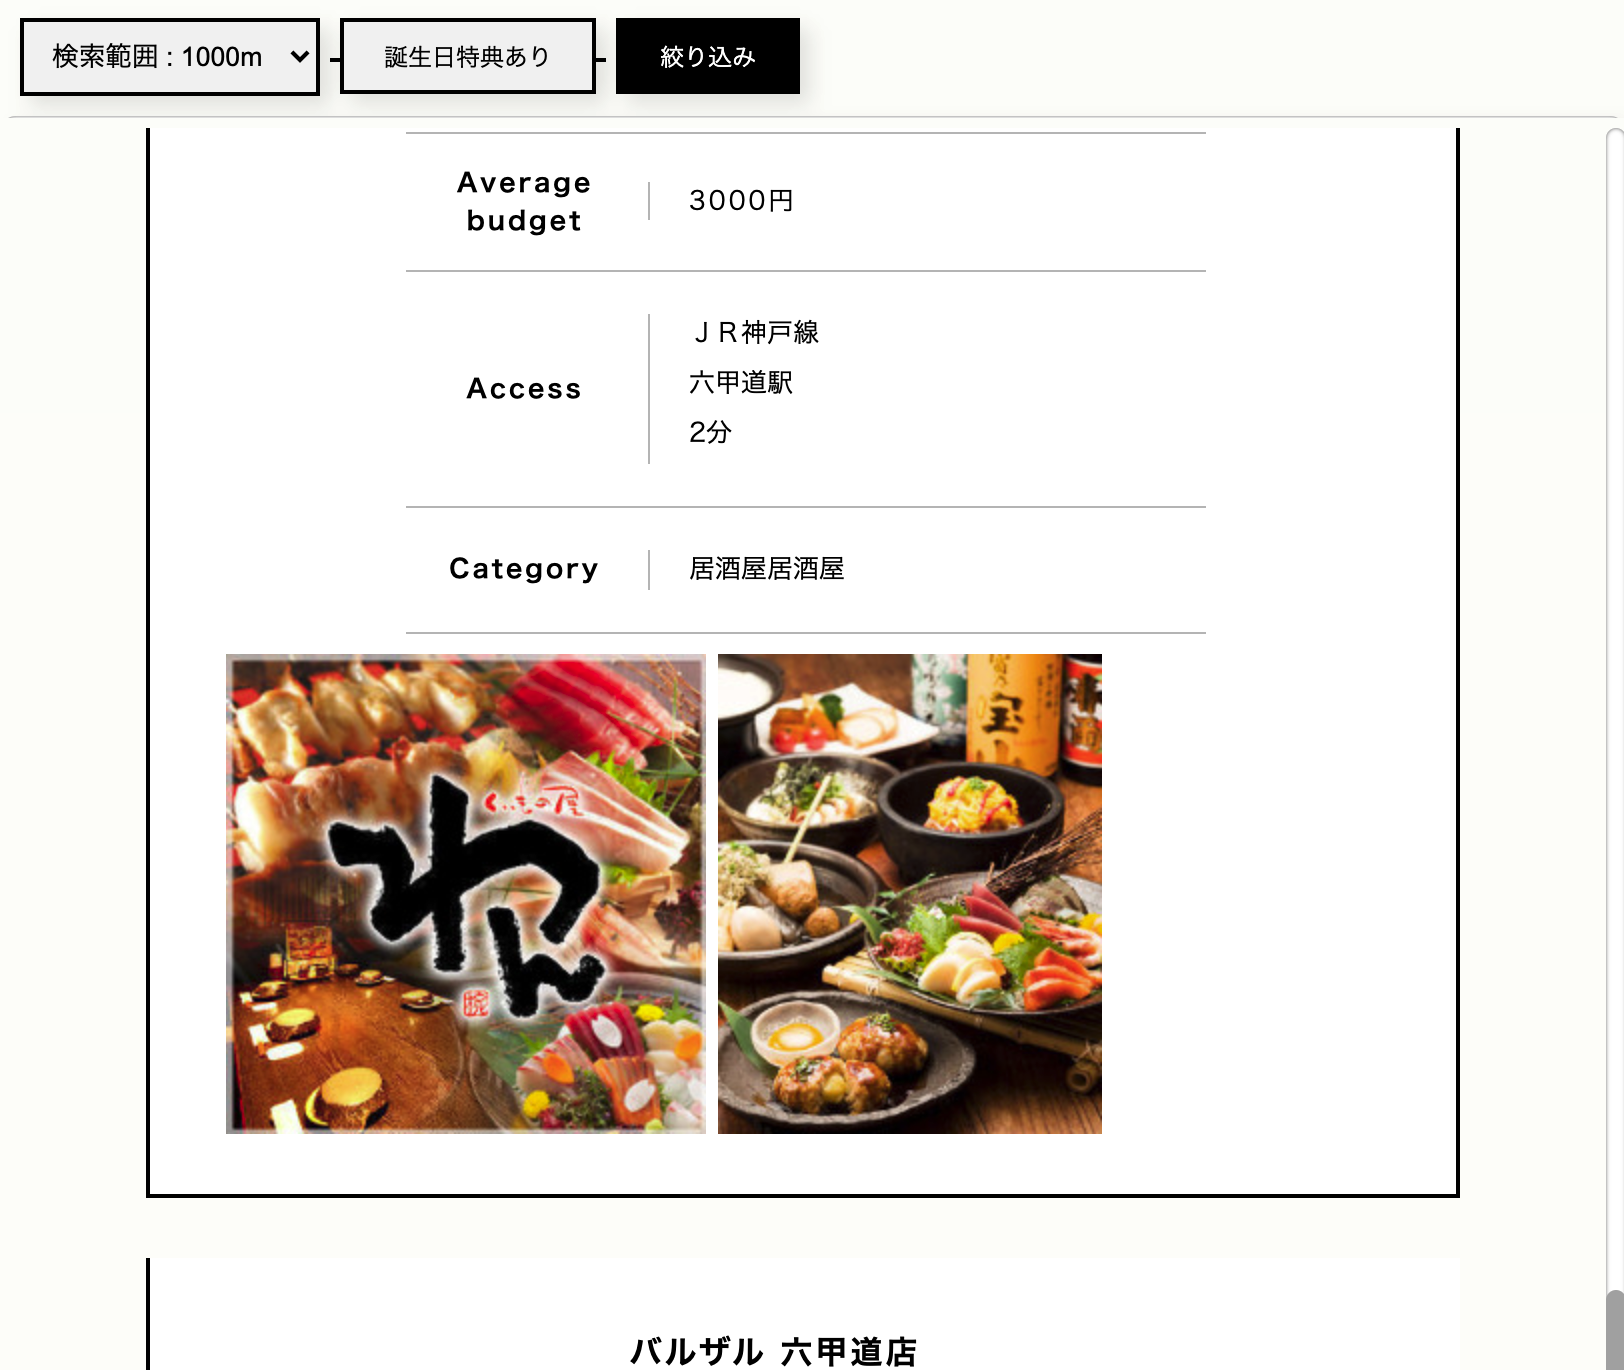 検索範囲 : 1000m
誕生日特典あり
絞り込み
Average
budget
3000円
Access
ＪＲ神戸線
六甲道駅
2分
Category
居酒屋居酒屋
くいもの屋
わん
バルザル 六甲道店